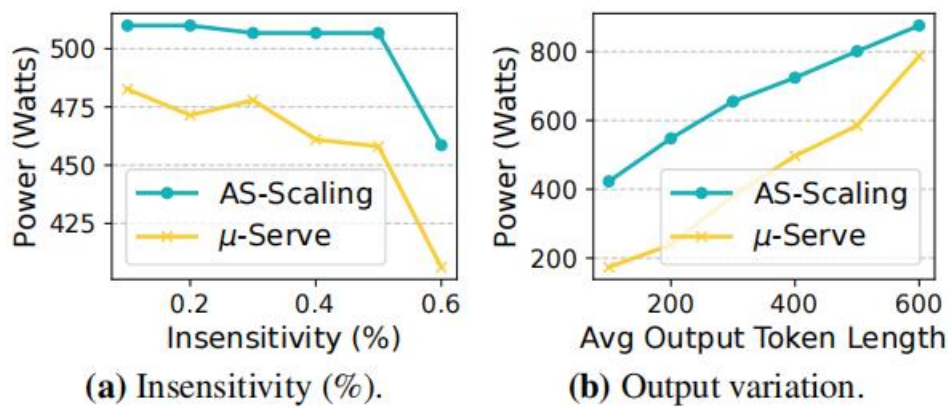 Power (Watts)
500
475
450
425
AS-Scaling
μ-Serve
0.2
0.4
0.6
Insensitivity (%)
(a) Insensitivity (%).
Power (Watts)
800
600
400
200
AS-Scaling
μ-Serve
200
400
600
Avg Output Token Length
(b) Output variation.